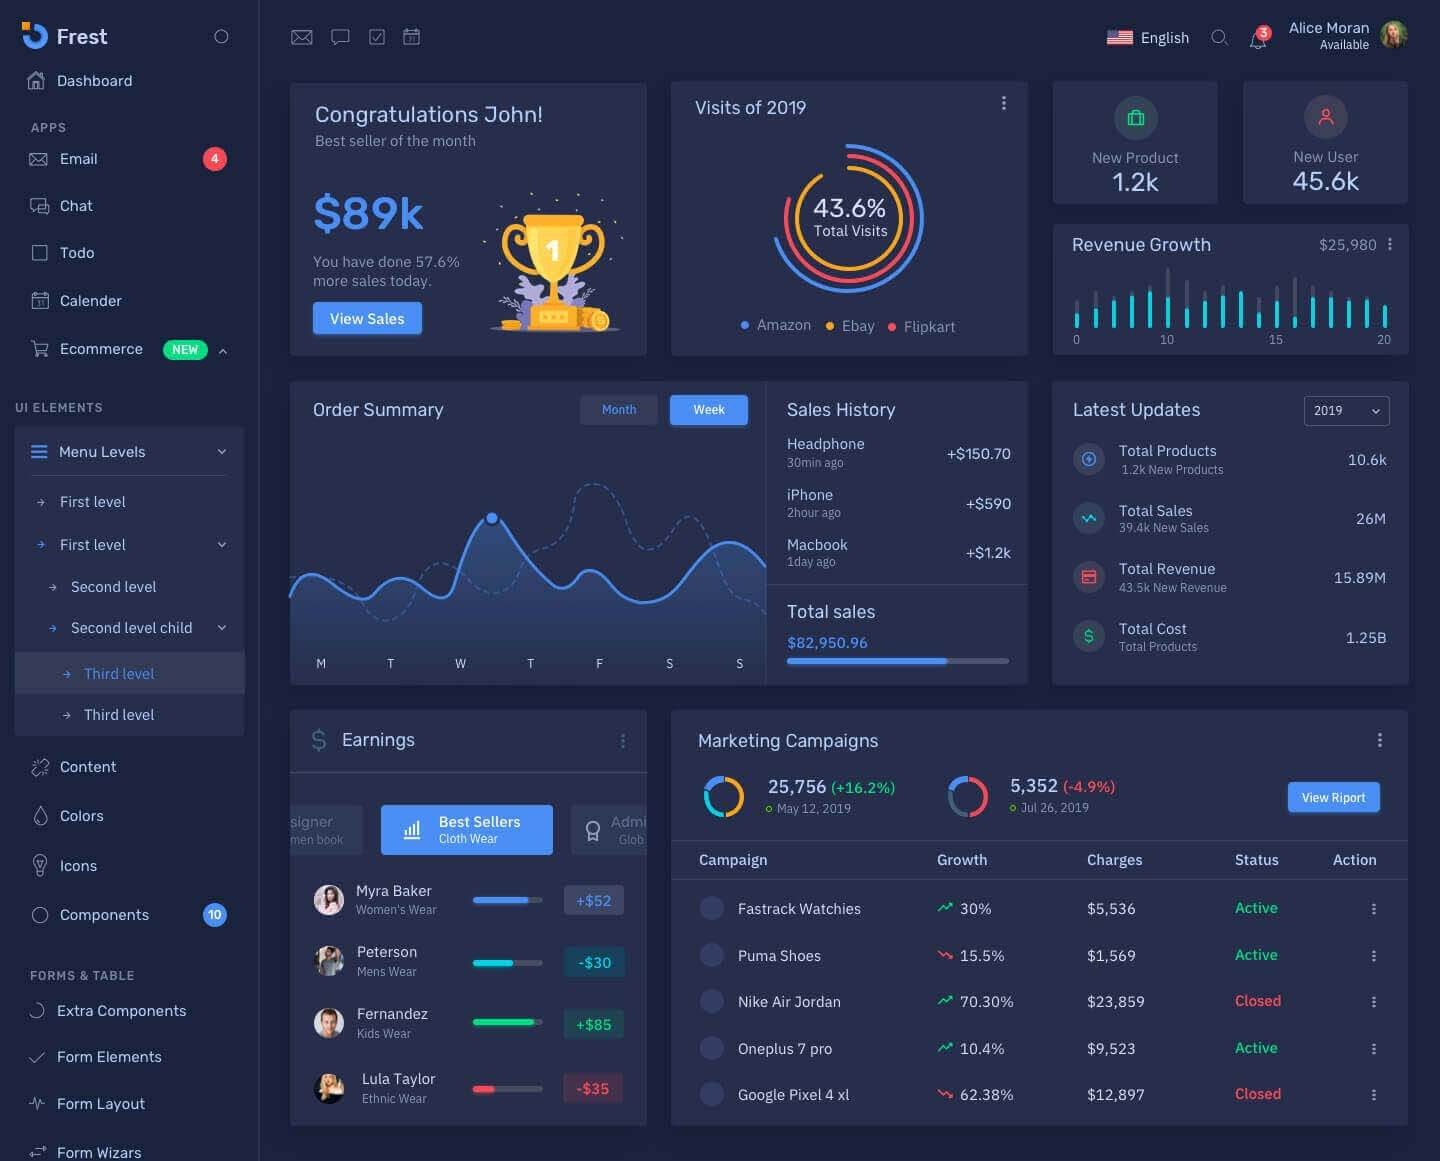 Frest
Dashboard
APPS
Email
4
Chat
Todo
Calender
Ecommerce
NEW
UI ELEMENTS
Menu Levels
First level
First level
Second level
Second level child
Third level
Third level
Content
Colors
Icons
Components
10
FORMS & TABLE
Extra Components
Form Elements
Form Layout
Form Wizars
English
3
Alice Moran
Available
Congratulations John!
Best seller of the month
$89k
You have done 57.6%
more sales today.
View Sales
1
Visits of 2019
43.6%
Total Visits
Amazon
Ebay
Flipkart
New Product
1.2k
New User
45.6k
Revenue Growth
$25,980
0 10 15 20
Order Summary
Month
Week
M T W T F S S
Sales History
Headphone
30min ago
+$150.70
iPhone
2hour ago
+$590
Macbook
1day ago
+$1.2k
Total sales
$82,950.96
Latest Updates
2019
Total Products
1.2k New Products
10.6k
Total Sales
39.4k New Sales
26M
Total Revenue
43.5k New Revenue
15.89M
$
Total Cost
Total Products
1.25B
$
Earnings
signer
men book
Best Sellers
Cloth Wear
Admi
Glob
Myra Baker
Women's Wear
+$52
Peterson
Mens Wear
-$30
Fernandez
Kids Wear
+$85
Lula Taylor
Ethnic Wear
-$35
Marketing Campaigns
25,756 (+16.2%)
May 12, 2019
5,352 (-4.9%)
Jul 26, 2019
View Riport
Campaign Growth Charges Status Action
Fastrack Watchies 30% $5,536 Active
Puma Shoes 15.5% $1,569 Active
Nike Air Jordan 70.30% $23,859 Closed
Oneplus 7 pro 10.4% $9,523 Active
Google Pixel 4 xl 62.38% $12,897 Closed